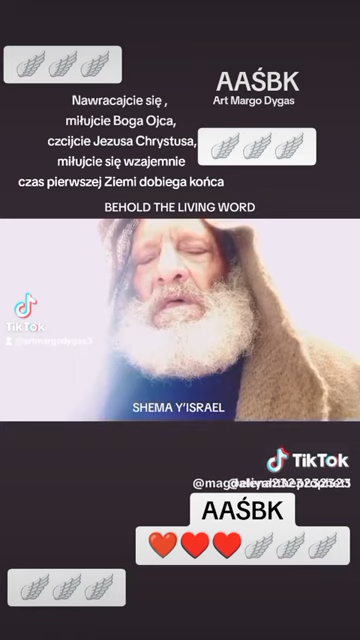 AAŚBK
Art Margo Dygas
Nawracajcie się ,
miłujcie Boga Ojca,
czcijcie Jezusa Chrystusa,
miłujcie się wzajemnie
czas pierwszej Ziemi dobiega końca
BEHOLD THE LIVING WORD
TikTok
SHEMA Y'ISRAEL
TikTok
AAŚBK